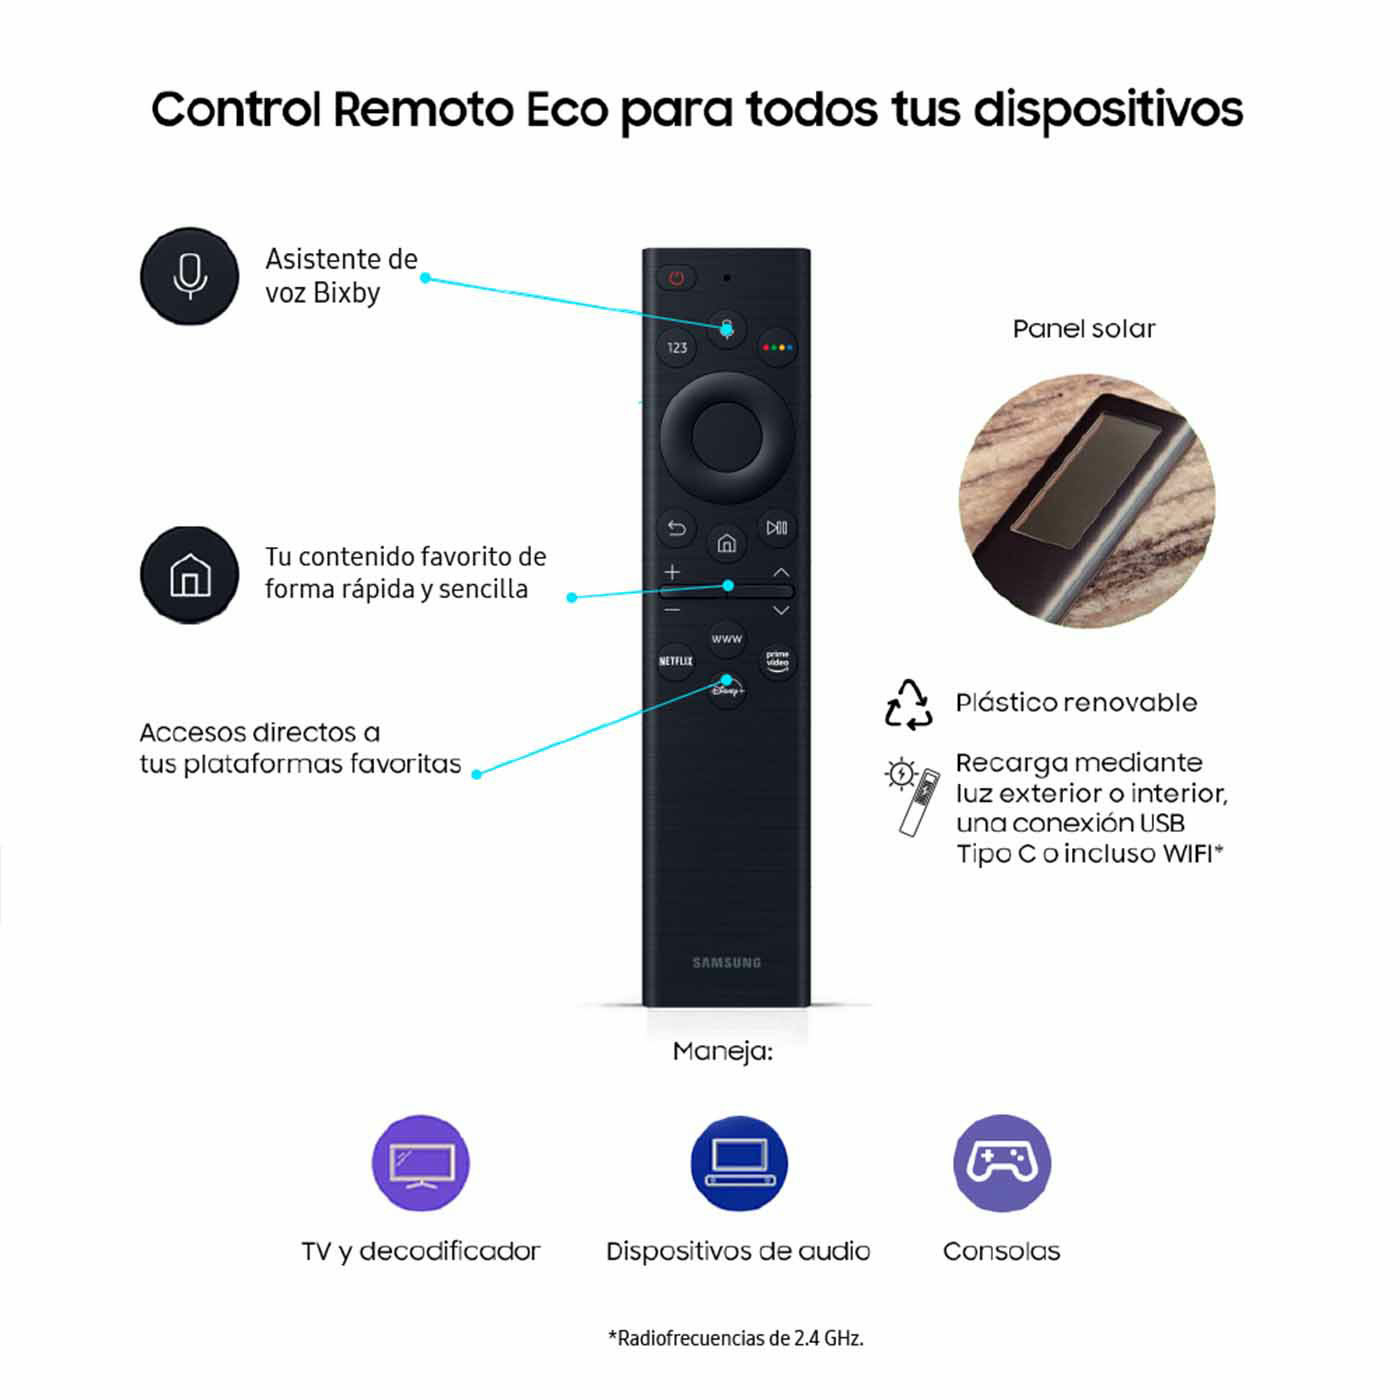 Control Remoto Eco para todos tus dispositivos
Asistente de
voz Bixby
123
Panel solar
Tu contenido favorito de
forma rápida y sencilla
www
NETFLIX
prime
video
Disney+
Accesos directos a
tus plataformas favoritas
Plástico renovable
Recarga mediante
luz exterior o interior,
una conexión USB
Tipo C o incluso WIFI*
SAMSUNG
Maneja:
TV y decodificador
Dispositivos de audio
Consolas
*Radiofrecuencias de 2.4 GHz.